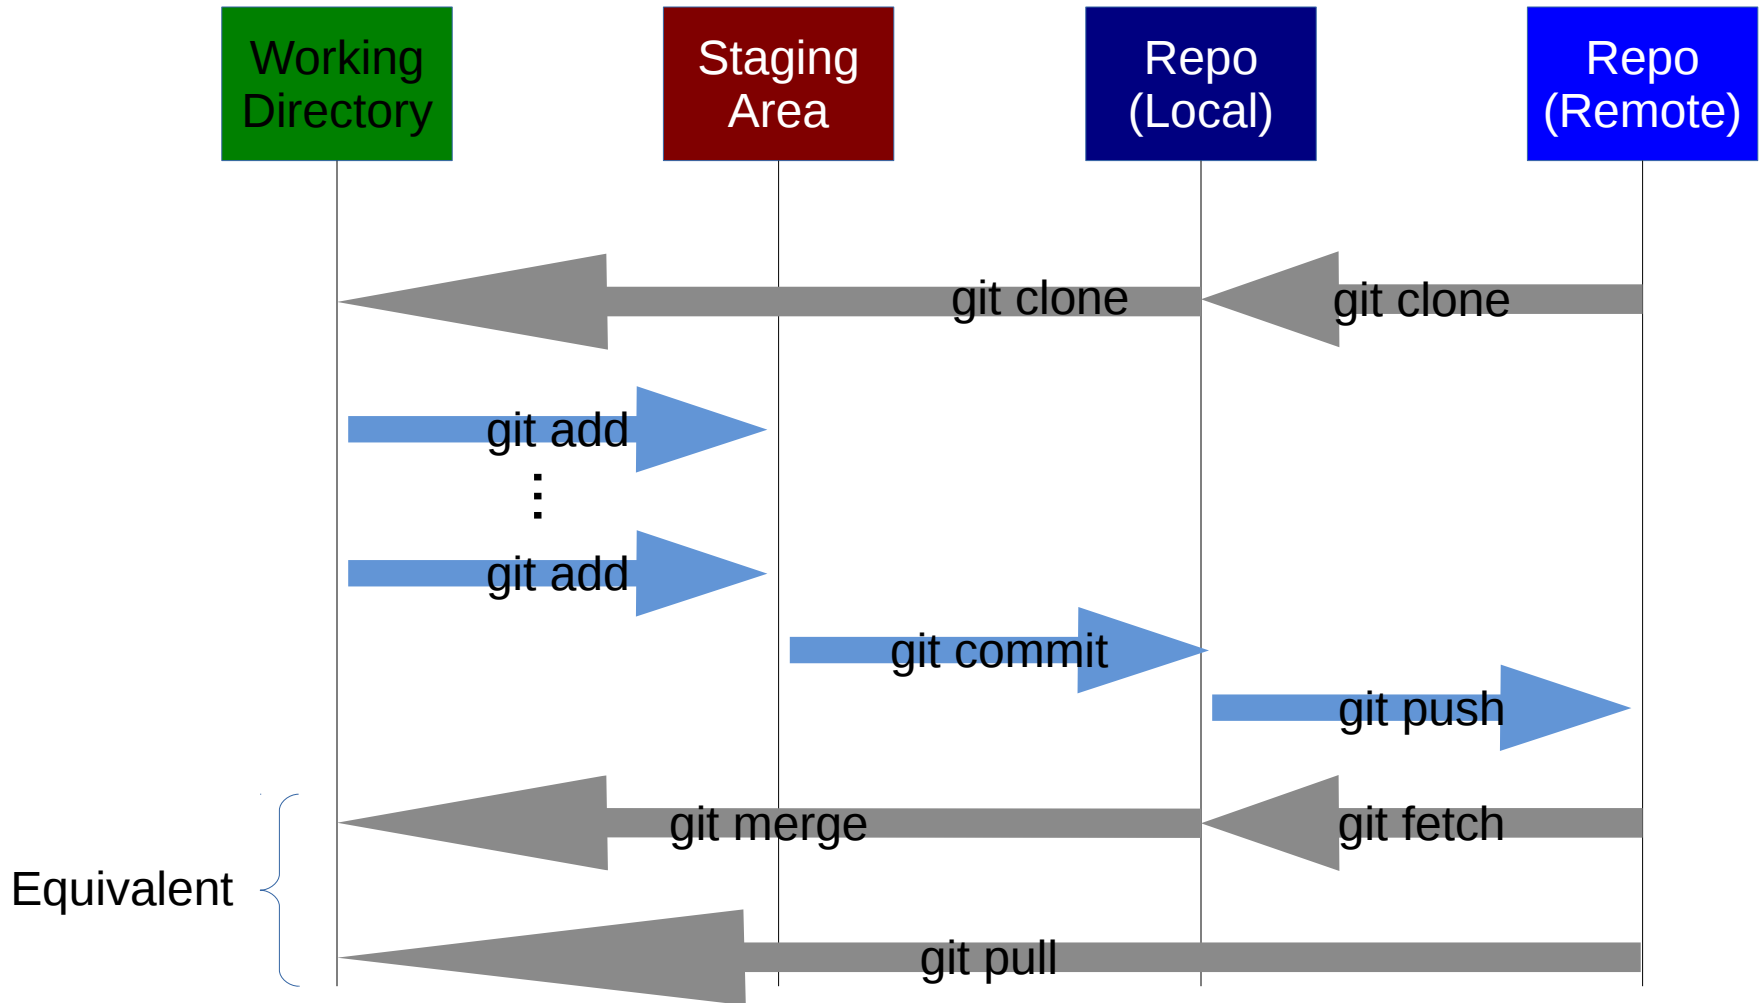 Working
Directory
Staging
Area
Repo
(Local)
Repo
(Remote)
git clone
git clone
git add
⋮
git add
git commit
git push
git merge
git fetch
Equivalent
git pull